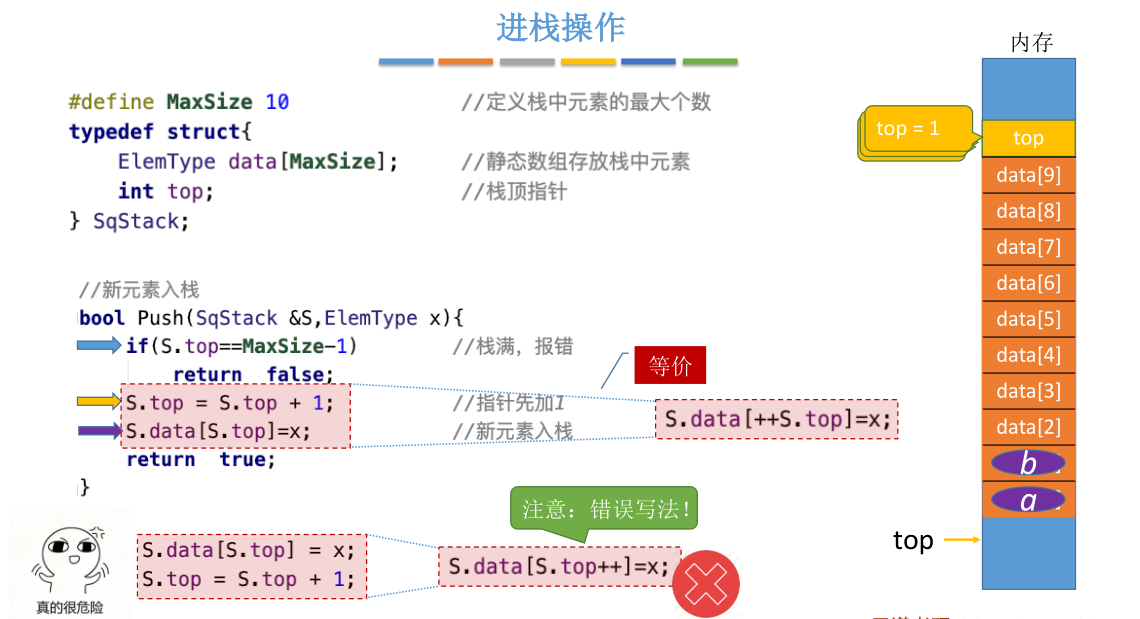 进栈操作
内存
#define MaxSize 10 //定义栈中元素的最大个数
typedef struct{
ElemType data[MaxSize]; //静态数组存放栈中元素
int top; //栈顶指针
} SqStack;
top = 1
top
data[9]
data[8]
data[7]
data[6]
data[5]
data[4]
data[3]
data[2]
b
a
top
//新元素入栈
bool Push(SqStack &S,ElemType x){
if(S.top==MaxSize-1) //栈满，报错
return false;
S.top = S.top + 1; //指针先加1
S.data[S.top]=x; //新元素入栈
return true;
}
等价
S.data[++S.top]=x;
注意：错误写法！
S.data[S.top] = x;
S.top = S.top + 1;
S.data[S.top++]=x;
真的很危险